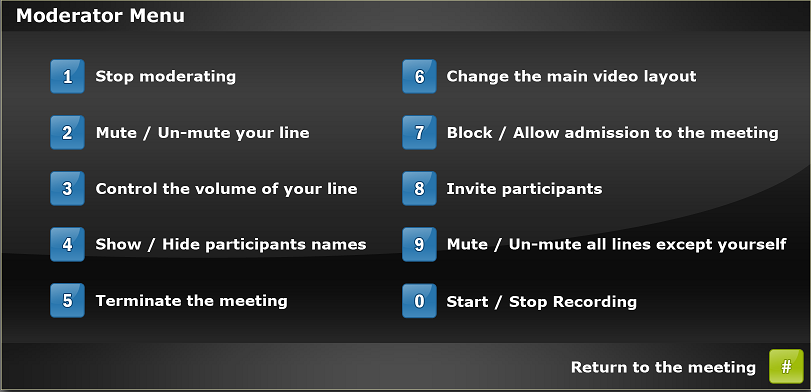 Moderator Menu
1 Stop moderating
2 Mute / Un-mute your line
3 Control the volume of your line
4 Show / Hide participants names
5 Terminate the meeting
6 Change the main video layout
7 Block / Allow admission to the meeting
8 Invite participants
9 Mute / Un-mute all lines except yourself
0 Start / Stop Recording
Return to the meeting #